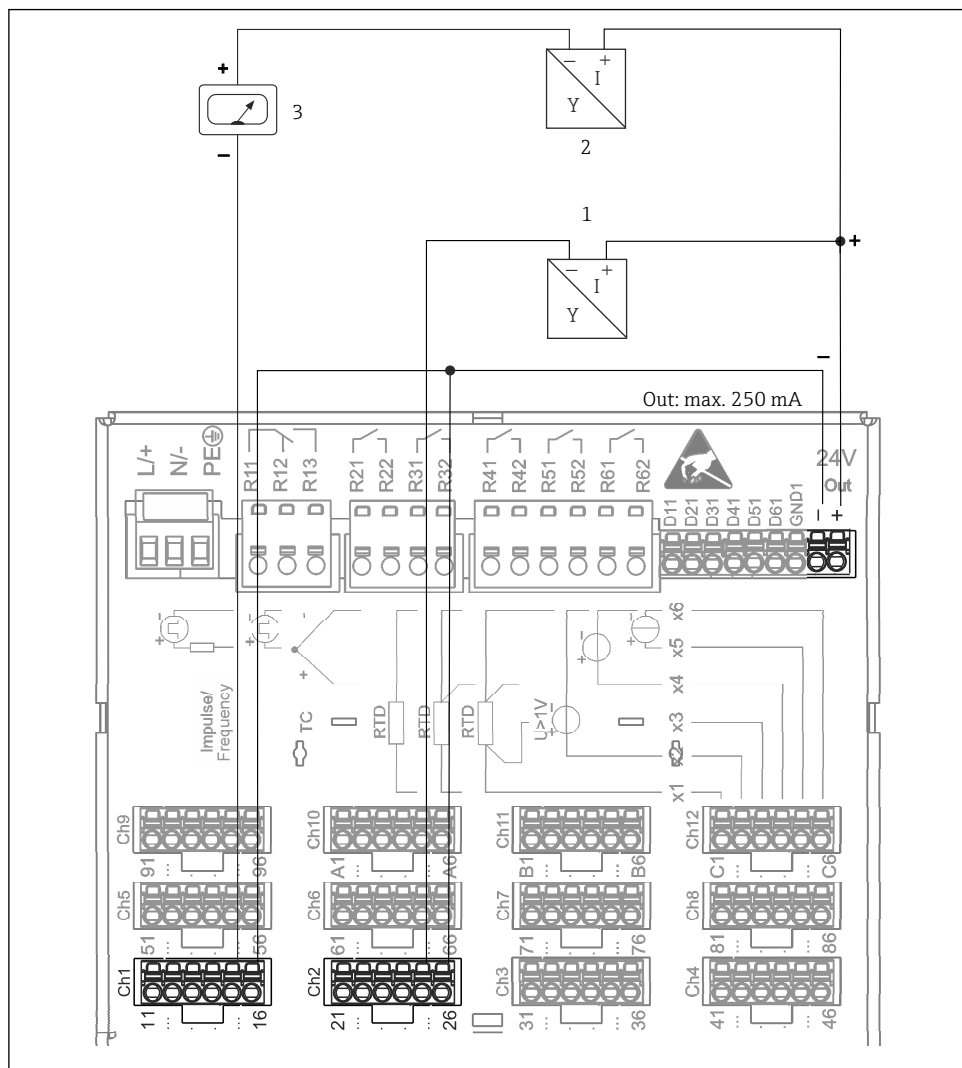 − +
I
Y
2
+
3
−
1
− +
I
Y
+
−
Out: max. 250 mA
L/+
N/-
PE
R11
R12
R13
R21
R22
R31
R32
R41
R42
R51
R52
R61
R62
24V
Out
D11
D21
D31
D41
D51
D61
GND1
−
+
+ -
+ -
-
+
Impulse/
Frequency
TC
RTD
RTD
RTD
U>1V
+ -
+ -
+ -
x6
x5
x4
x3
x2
x1
Ch9
91 ... ... 96
Ch10
A1 ... ... A6
Ch11
B1 ... ... B6
Ch12
C1 ... ... C6
Ch5
51 ... ... 56
Ch6
61 ... ... 66
Ch7
71 ... ... 76
Ch8
81 ... ... 86
Ch1
11 ... ... 16
Ch2
21 ... ... 26
Ch3
31 ... ... 36
Ch4
41 ... ... 46